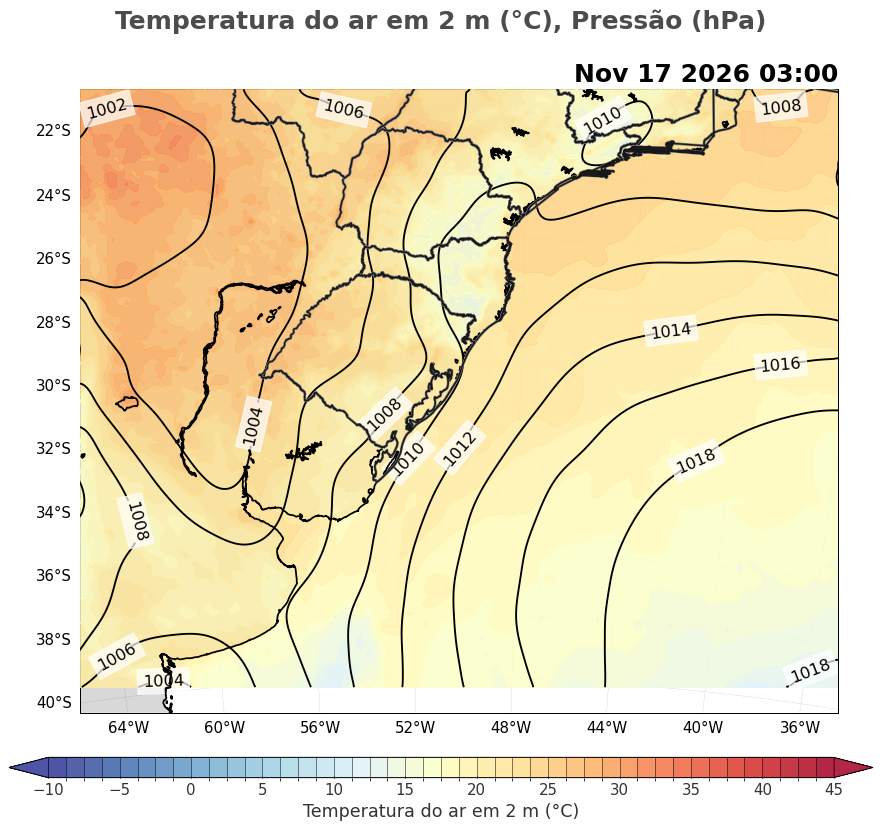 Temperatura do ar em 2 m (°C), Pressão (hPa)
Nov 17 2026 03:00
1002
1006
1010
1008
22°S
24°S
26°S
28°S
30°S
32°S
34°S
36°S
38°S
40°S
1014
1016
1004
1008
1010
1012
1018
1008
1006
1004
1018
64°W
60°W
56°W
52°W
48°W
44°W
40°W
36°W
−10
−5
0
5
10
15
20
25
30
35
40
45
Temperatura do ar em 2 m (°C)